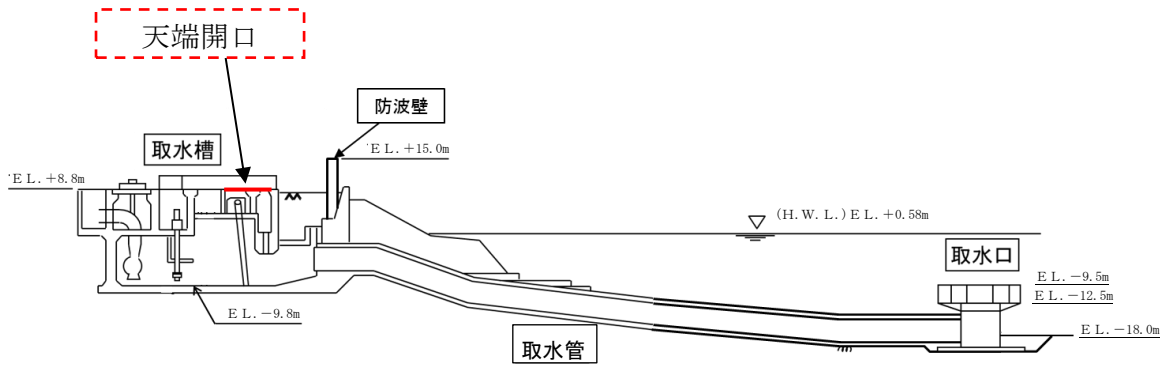 天端開口
防波壁
取水槽
EL.+15.0m
EL.+8.8m
(H.W.L.)EL.+0.58m
取水口
EL.-9.5m
EL.-12.5m
EL.-9.8m
EL.-18.0m
取水管